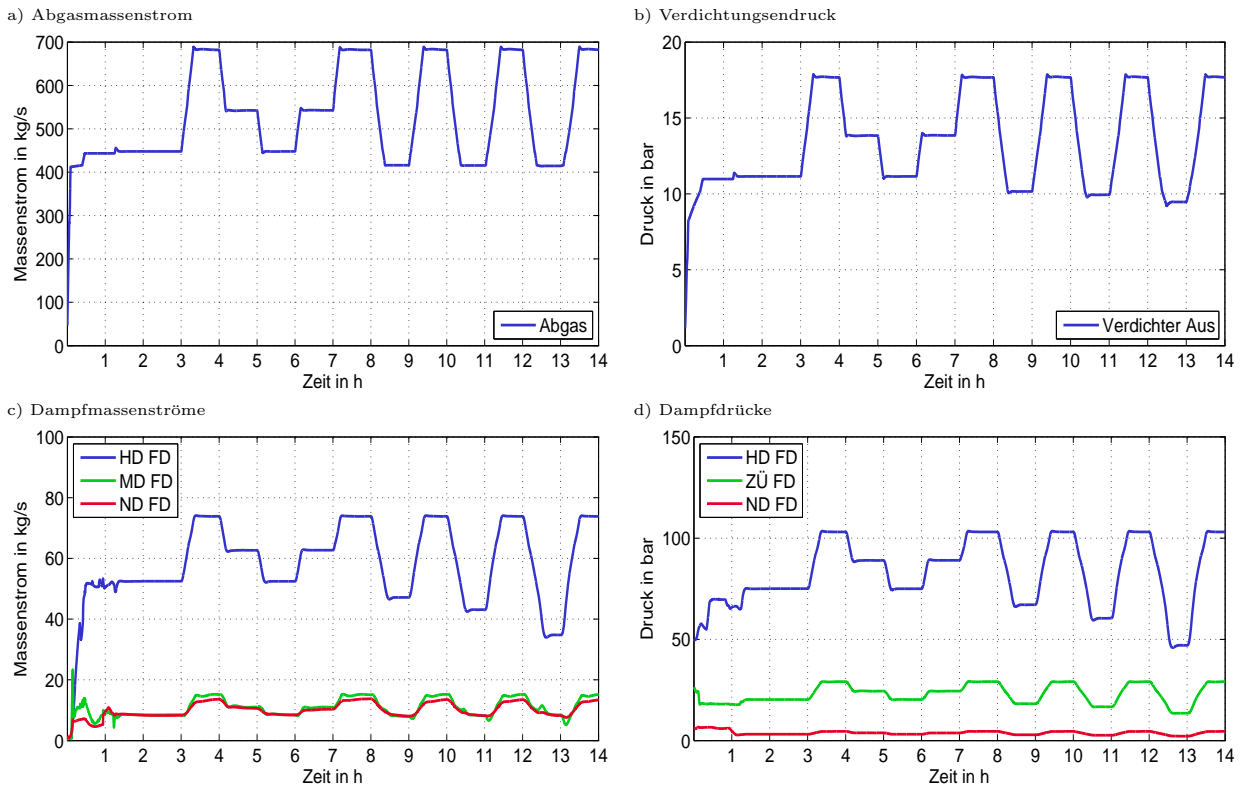 a) Abgasmassenstrom
700
600
500
400
300
200
100
0
Massenstrom in kg/s
1 2 3 4 5 6 7 8 9 10 11 12 13 14
Zeit in h
Abgas
b) Verdichtungsendruck
20
15
10
5
0
Druck in bar
1 2 3 4 5 6 7 8 9 10 11 12 13 14
Zeit in h
Verdichter Aus
c) Dampfmassenströme
100
80
60
40
20
0
Massenstrom in kg/s
HD FD
MD FD
ND FD
1 2 3 4 5 6 7 8 9 10 11 12 13 14
Zeit in h
d) Dampfdrücke
150
100
50
0
Druck in bar
HD FD
ZÜ FD
ND FD
1 2 3 4 5 6 7 8 9 10 11 12 13 14
Zeit in h